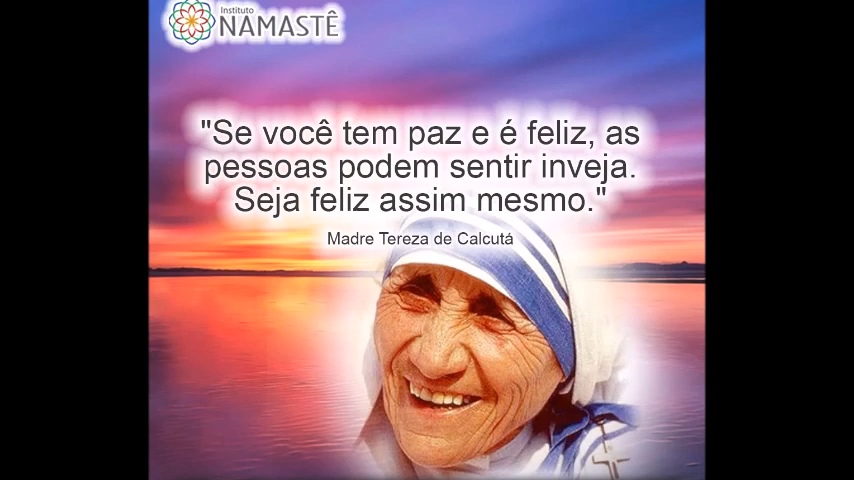 Instituto
NAMASTÊ
"Se você tem paz e é feliz, as
pessoas podem sentir inveja.
Seja feliz assim mesmo."
Madre Tereza de Calcutá